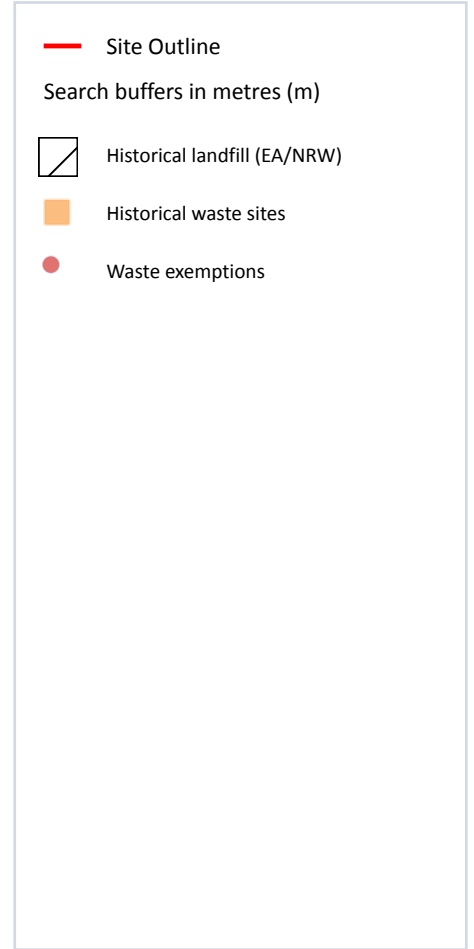 Site Outline
Search buffers in metres (m)
Historical landfill (EA/NRW)
Historical waste sites
Waste exemptions